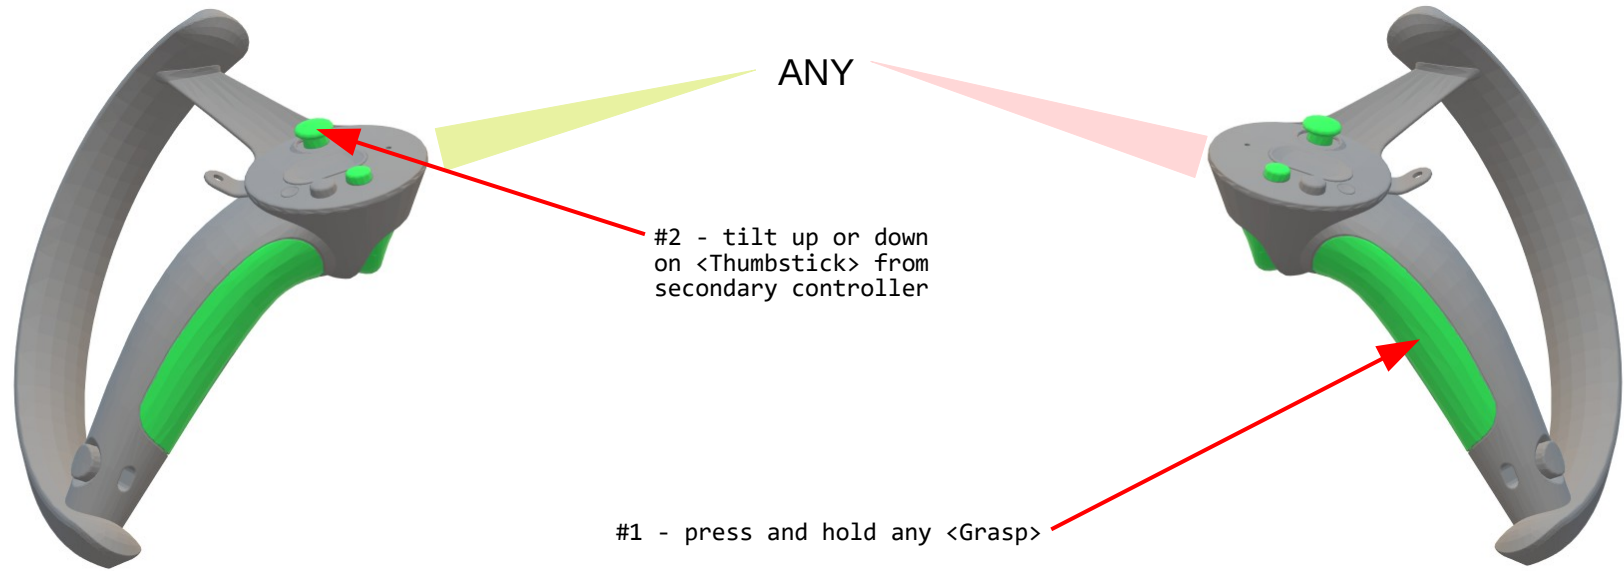 ANY
#2 - tilt up or down
on <Thumbstick> from
secondary controller
#1 - press and hold any <Grasp>